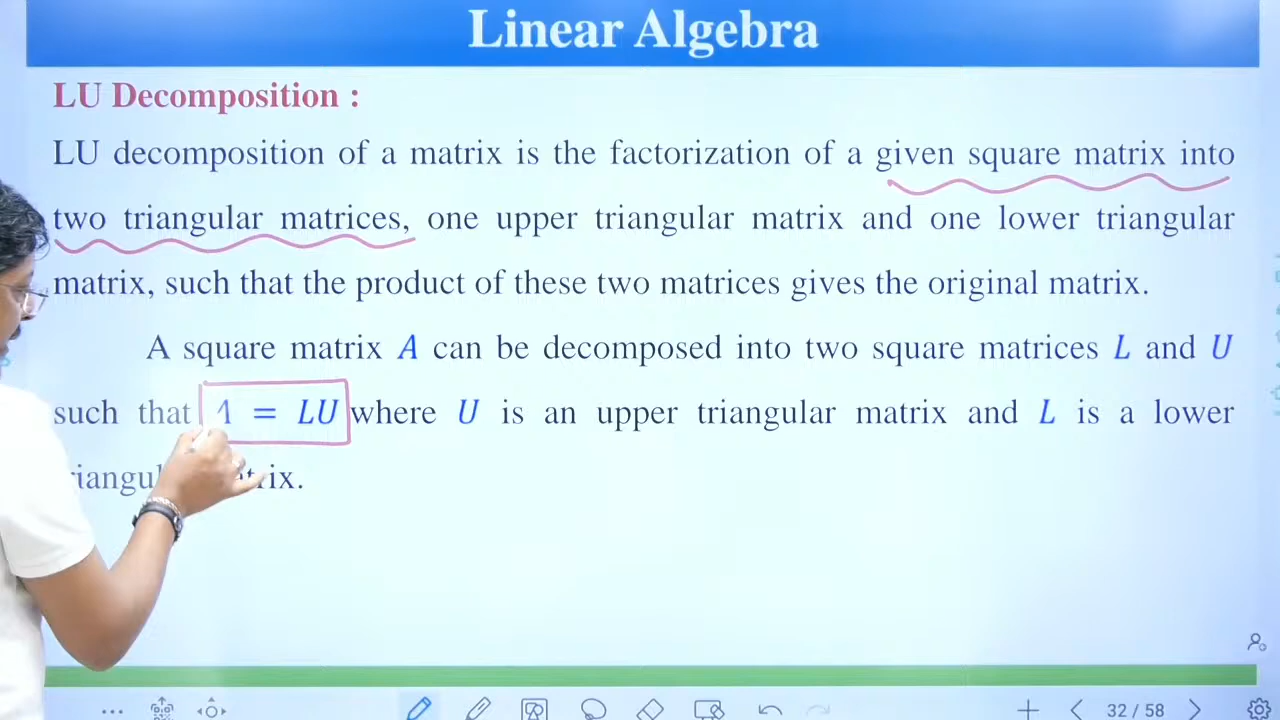 Linear Algebra
LU Decomposition :
LU decomposition of a matrix is the factorization of a given square matrix into
two triangular matrices, one upper triangular matrix and one lower triangular
matrix, such that the product of these two matrices gives the original matrix.
A square matrix A can be decomposed into two square matrices L and U
such that A = LU where U is an upper triangular matrix and L is a lower
32 / 58